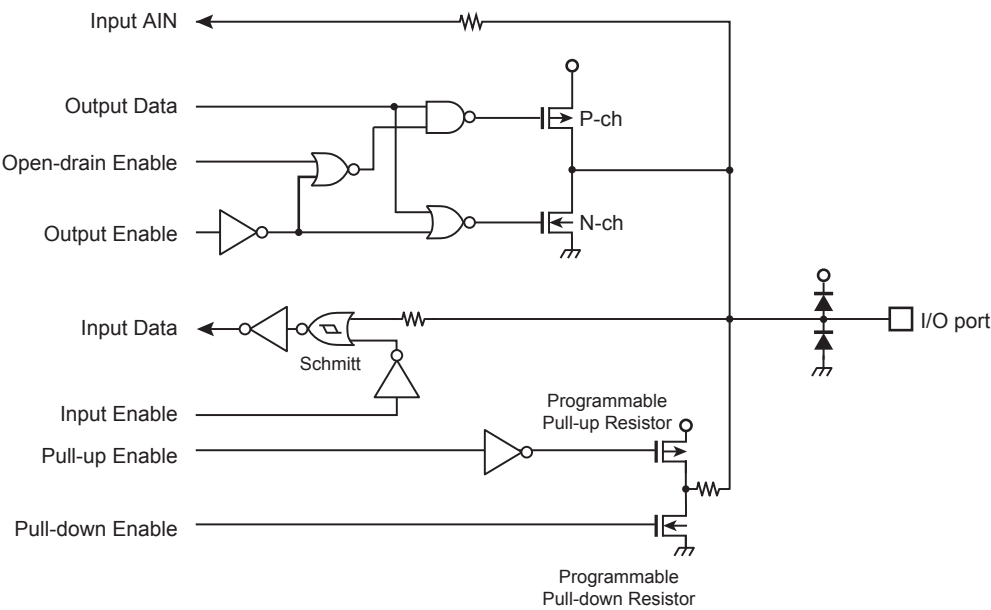 Input AIN
Output Data
P-ch
Open-drain Enable
N-ch
Output Enable
Input Data
Schmitt
I/O port
Input Enable
Programmable
Pull-up Resistor
Pull-up Enable
Pull-down Enable
Programmable
Pull-down Resistor